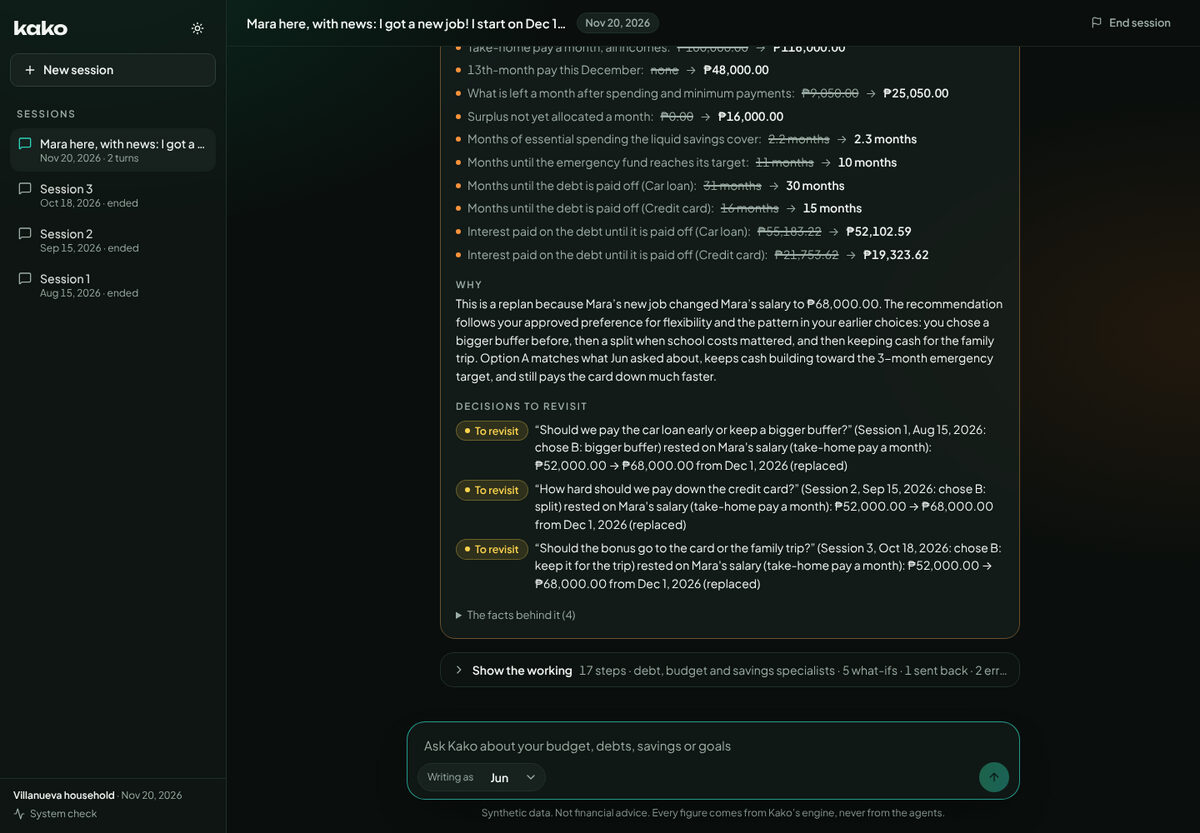 kako
New session
SESSIONS
Mara here, with news: I got a ...
Nov 20, 2026 · 2 turns
Session 3
Oct 18, 2026 · ended
Session 2
Sep 15, 2026 · ended
Session 1
Aug 15, 2026 · ended
Villanueva household · Nov 20, 2026
System check
Mara here, with news: I got a new job! I start on Dec 1... Nov 20, 2026
End session
Take-home pay a month, all incomes: ₱100,000.00 → ₱116,000.00
13th-month pay this December: none → ₱48,000.00
What is left a month after spending and minimum payments: ₱9,050.00 → ₱25,050.00
Surplus not yet allocated a month: ₱0.00 → ₱16,000.00
Months of essential spending the liquid savings cover: 2.2 months → 2.3 months
Months until the emergency fund reaches its target: 11 months → 10 months
Months until the debt is paid off (Car loan): 31 months → 30 months
Months until the debt is paid off (Credit card): 16 months → 15 months
Interest paid on the debt until it is paid off (Car loan): ₱55,183.22 → ₱52,102.59
Interest paid on the debt until it is paid off (Credit card): ₱21,753.62 → ₱19,323.62
WHY
This is a replan because Mara's new job changed Mara's salary to ₱68,000.00. The recommendation
follows your approved preference for flexibility and the pattern in your earlier choices: you chose a
bigger buffer before, then a split when school costs mattered, and then keeping cash for the family
trip. Option A matches what Jun asked about, keeps cash building toward the 3-month emergency
target, and still pays the card down much faster.
DECISIONS TO REVISIT
To revisit "Should we pay the car loan early or keep a bigger buffer?" (Session 1, Aug 15, 2026:
chose B: bigger buffer) rested on Mara's salary (take-home pay a month):
₱52,000.00 → ₱68,000.00 from Dec 1, 2026 (replaced)
To revisit "How hard should we pay down the credit card?" (Session 2, Sep 15, 2026: chose B:
split) rested on Mara's salary (take-home pay a month): ₱52,000.00 → ₱68,000.00
from Dec 1, 2026 (replaced)
To revisit "Should the bonus go to the card or the family trip?" (Session 3, Oct 18, 2026: chose B:
keep it for the trip) rested on Mara's salary (take-home pay a month): ₱52,000.00 →
₱68,000.00 from Dec 1, 2026 (replaced)
The facts behind it (4)
Show the working 17 steps · debt, budget and savings specialists · 5 what-ifs · 1 sent back · 2 err...
Ask Kako about your budget, debts, savings or goals
Writing as Jun
Synthetic data. Not financial advice. Every figure comes from Kako's engine, never from the agents.